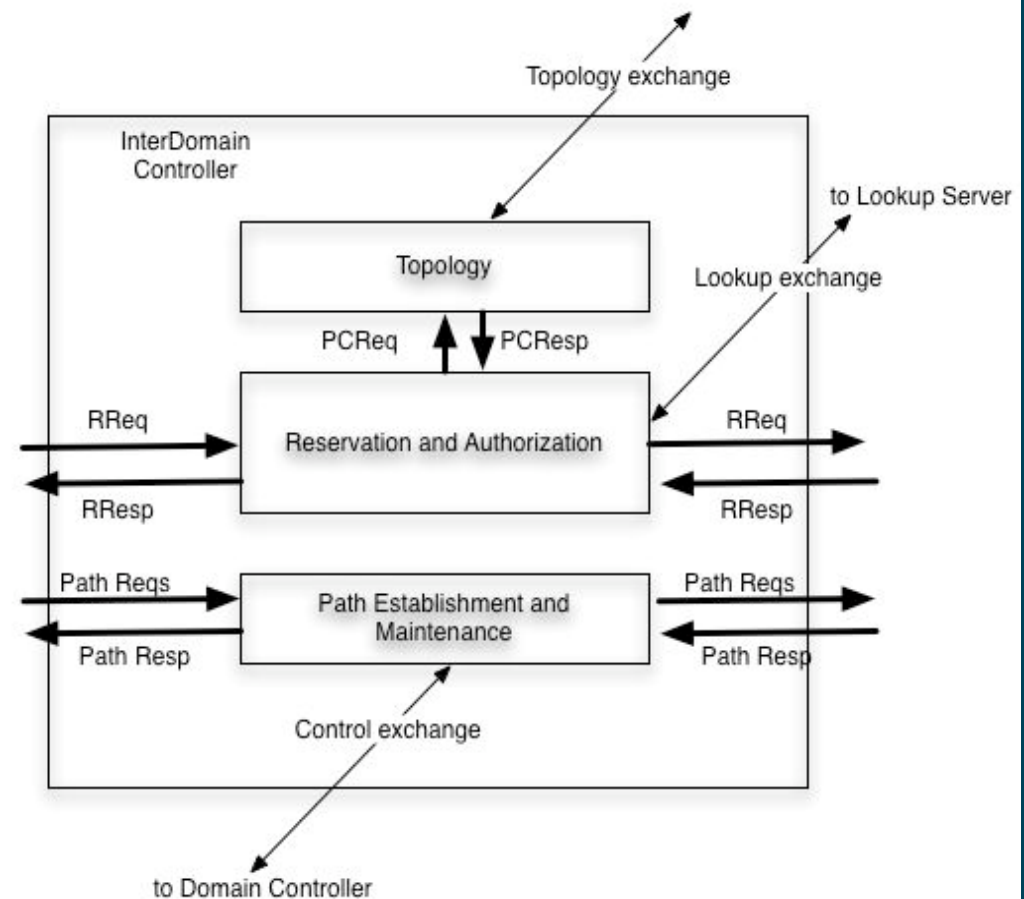 Topology exchange
InterDomain
Controller
to Lookup Server
Topology
Lookup exchange
PCReq
PCResp
RReq
RReq
Reservation and Authorization
RResp
RResp
Path Reqs
Path Reqs
Path Establishment and
Maintenance
Path Resp
Path Resp
Control exchange
to Domain Controller